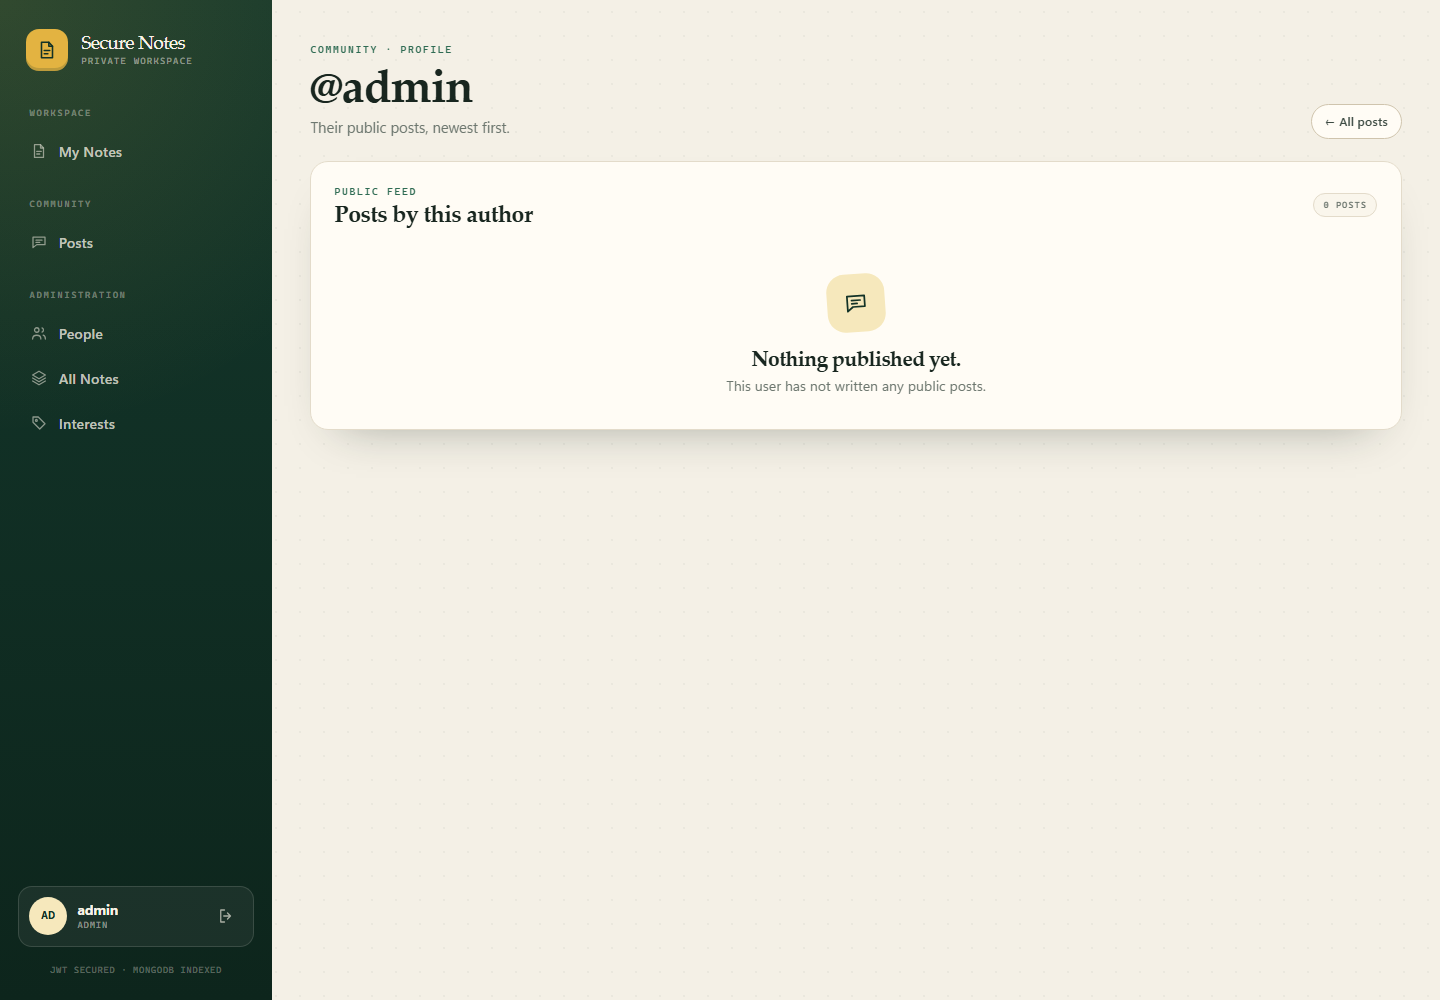 Secure Notes
PRIVATE WORKSPACE
WORKSPACE
My Notes
COMMUNITY
Posts
ADMINISTRATION
People
All Notes
Interests
AD
admin
ADMIN
JWT SECURED · MONGODB INDEXED
COMMUNITY · PROFILE
@admin
Their public posts, newest first.
← All posts
PUBLIC FEED
Posts by this author
0 POSTS
Nothing published yet.
This user has not written any public posts.